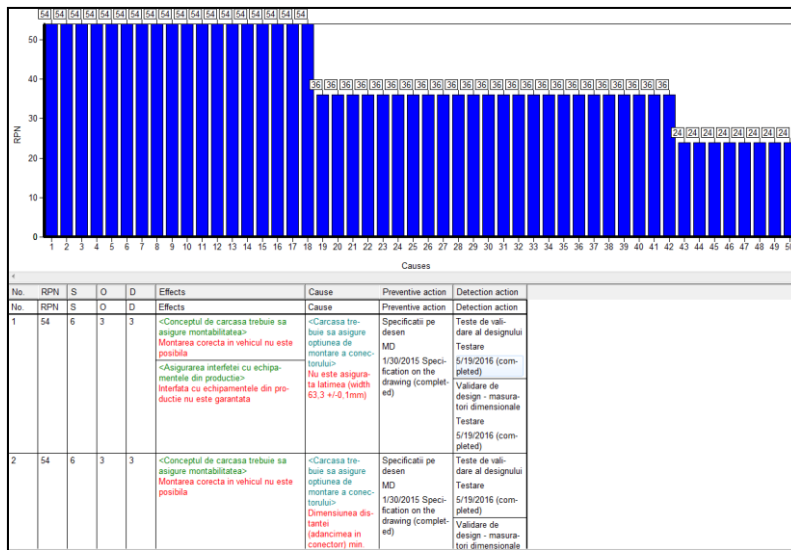 54 54 54 54 54 54 54 54 54 54 54 54 54 54 54 54 54 54
50
36 36 36 36 36 36 36 36 36 36 36 36 36 36 36 36 36 36 36 36 36 36 36 36
40
30
24 24 24 24 24 24 24 24
20
10
0
RPN
1 2 3 4 5 6 7 8 9 10 11 12 13 14 15 16 17 18 19 20 21 22 23 24 25 26 27 28 29 30 31 32 33 34 35 36 37 38 39 40 41 42 43 44 45 46 47 48 49 50
Causes
No. RPN S O D Effects Cause Preventive action Detection action
No. RPN S O D Effects Cause Preventive action Detection action
1 54 6 3 3
<Conceptul de carcasa trebuie sa
asigure montabilitatea>
Montarea corecta in vehicul nu este
posibila
<Asigurarea interfetei cu echipa-
mentele din productie>
Interfata cu echipamentele din pro-
ductie nu este garantata
<Carcasa tre-
buie sa asigure
optiunea de
montare a conec-
torului>
Nu este asigura-
ta latimea (width
63,3 +/-0,1mm)
Specificatii pe
desen
MD
1/30/2015 Speci-
fication on the
drawing (complet-
ed)
Teste de vali-
dare al designului
Testare
5/19/2016 (com-
pleted)
Validare de
design - masura-
tori dimensionale
Testare
5/19/2016 (com-
pleted)
2 54 6 3 3
<Conceptul de carcasa trebuie sa
asigure montabilitatea>
Montarea corecta in vehicul nu este
posibila
<Carcasa tre-
buie sa asigure
optiunea de
montare a conec-
torului>
Dimensiunea dis-
tantei
(adancimea in
conectorr) min.
Specificatii pe
desen
MD
1/30/2015 Speci-
fication on the
drawing (complet-
ed)
Teste de vali-
dare al designului
Testare
5/19/2016 (com-
pleted)
Validare de
design - masura-
tori dimensionale